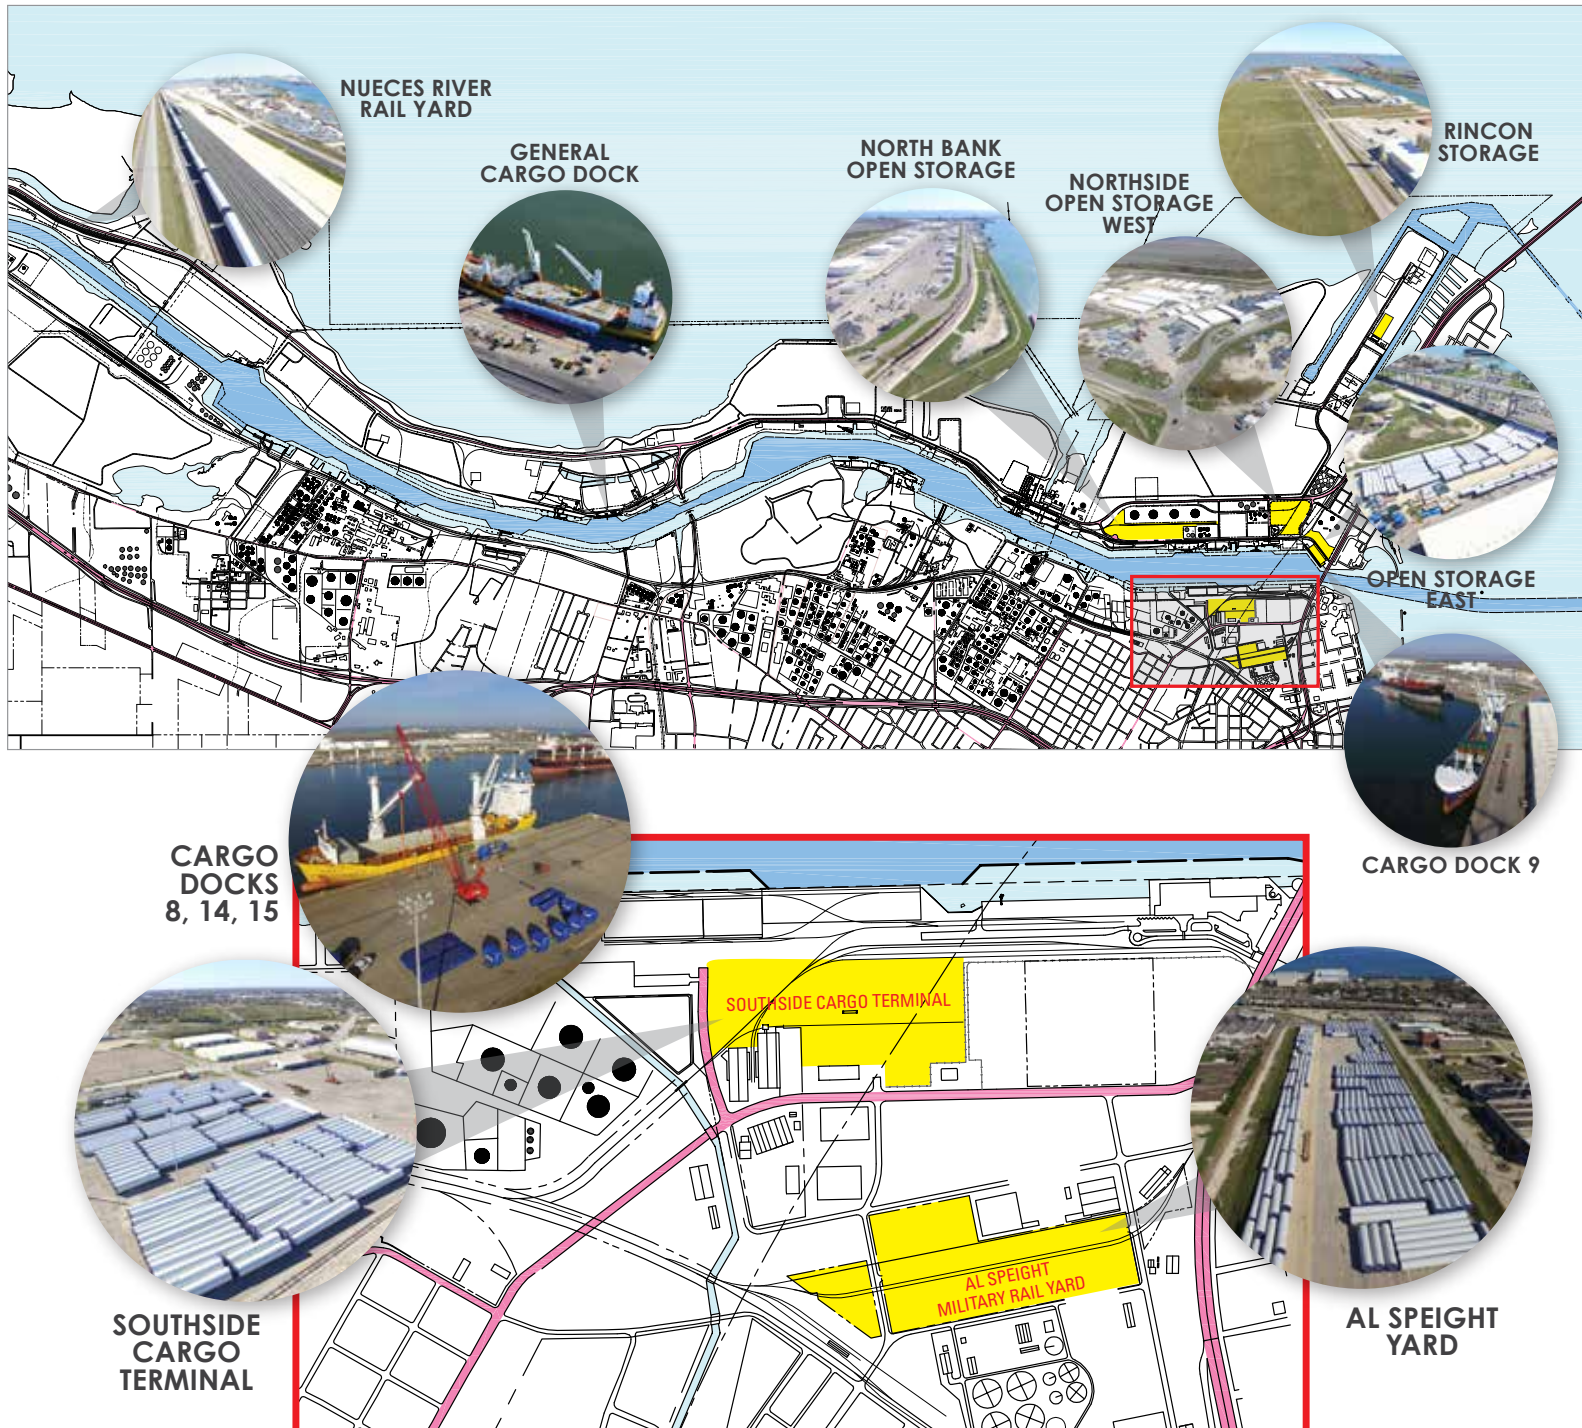 NUECES RIVER
RAIL YARD
GENERAL
CARGO DOCK
NORTH BANK
OPEN STORAGE
NORTHSIDE
OPEN STORAGE
WEST
RINCON
STORAGE
OPEN STORAGE
EAST
CARGO DOCK 9
CARGO
DOCKS
8, 14, 15
SOUTHSIDE CARGO TERMINAL
AL SPEIGHT
MILITARY RAIL YARD
SOUTHSIDE
CARGO
TERMINAL
AL SPEIGHT
YARD